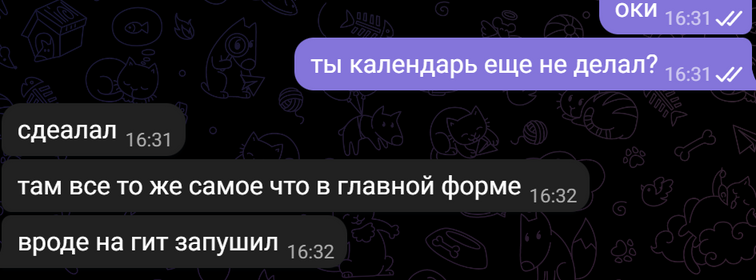 оки 16:31
ты календарь еще не делал? 16:31
сдеалал 16:31
там все то же самое что в главной форме 16:32
вроде на гит запушил 16:32